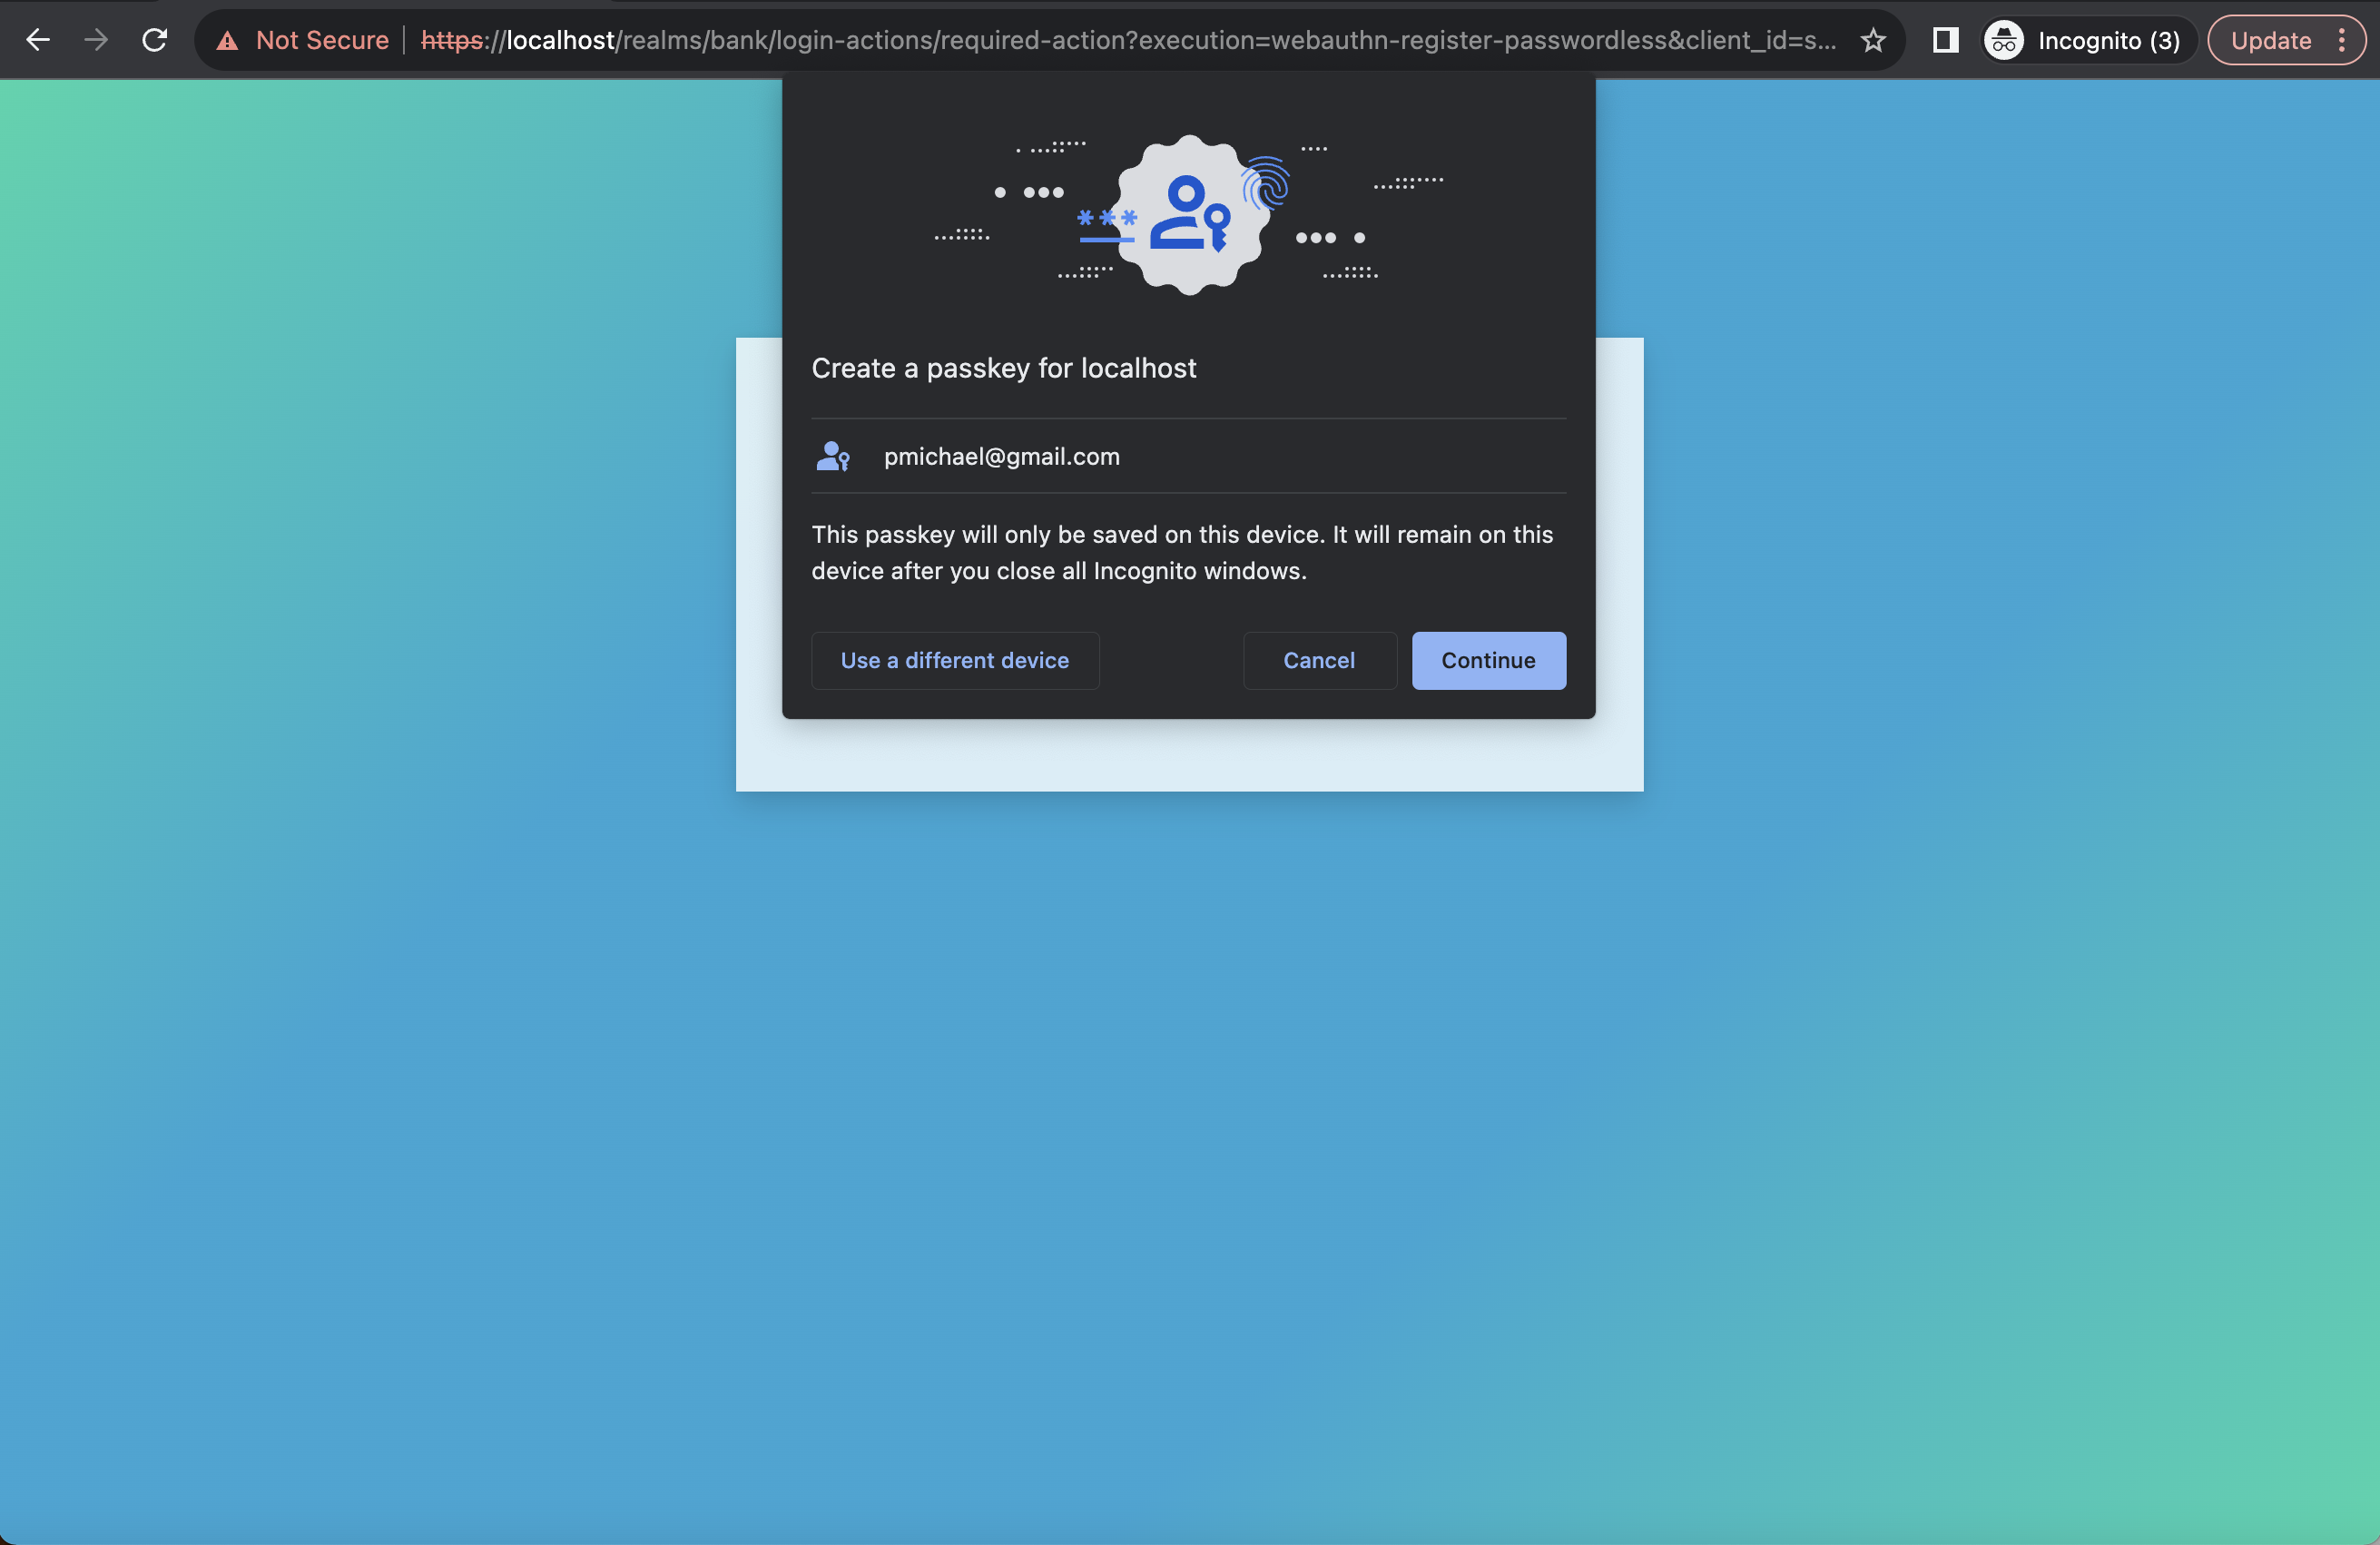 Not Secure https://localhost/realms/bank/login-actions/required-action?execution=webauthn-register-passwordless&client_id=s... Incognito (3) Update
***
Create a passkey for localhost
pmichael@gmail.com
This passkey will only be saved on this device. It will remain on this
device after you close all Incognito windows.
Use a different device Cancel Continue